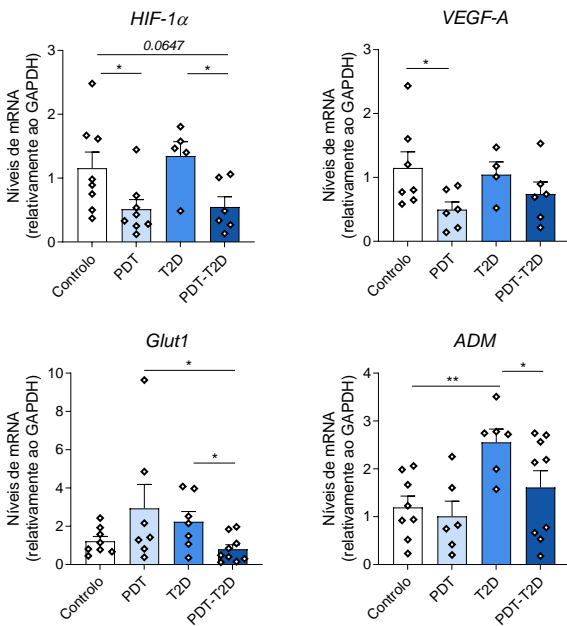 HIF-1α
0.0647
*
*
Níveis de mRNA
(relativamente ao GAPDH)
3
2
1
0
Controlo
PDT
T2D
PDT-T2D
VEGF-A
*
Níveis de mRNA
(relativamente ao GAPDH)
3
2
1
0
Controlo
PDT
T2D
PDT-T2D
Glut1
*
*
Níveis de mRNA
(relativamente ao GAPDH)
10
8
6
4
2
0
Controlo
PDT
T2D
PDT-T2D
ADM
**
*
Níveis de mRNA
(relativamente ao GAPDH)
4
3
2
1
0
Controlo
PDT
T2D
PDT-T2D